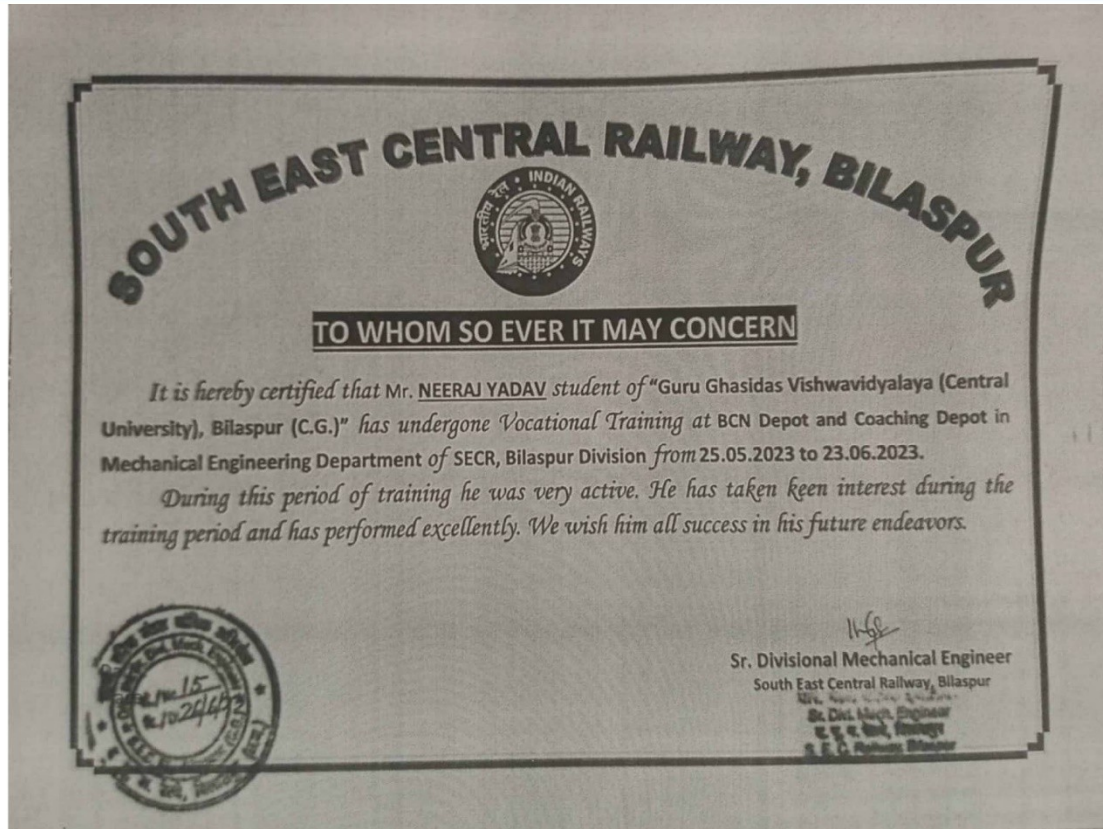 SOUTH EAST CENTRAL RAILWAY, BILASPUR
भारतीय रेल • INDIAN RAILWAYS
TO WHOM SO EVER IT MAY CONCERN
It is hereby certified that Mr. NEERAJ YADAV student of “Guru Ghasidas Vishwavidyalaya (Central
University), Bilaspur (C.G.)” has undergone Vocational Training at BCN Depot and Coaching Depot in
Mechanical Engineering Department of SECR, Bilaspur Division from 25.05.2023 to 23.06.2023.
During this period of training he was very active. He has taken keen interest during the
training period and has performed excellently. We wish him all success in his future endeavors.
Sr. Divisional Mechanical Engineer
South East Central Railway, Bilaspur
Sr. Divl. Mech. Engineer
S. E. C. Railway, Bilaspur
15